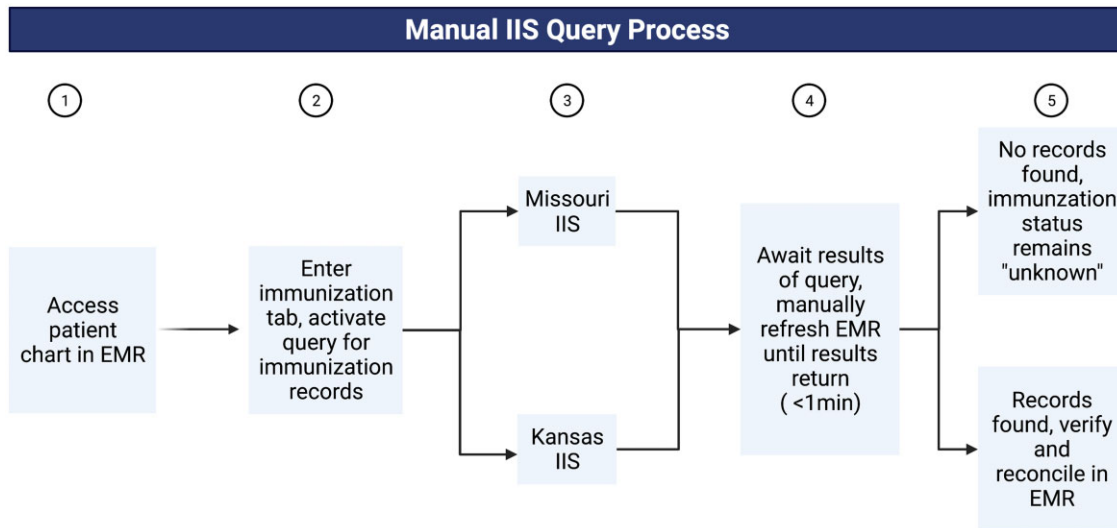 Manual IIS Query Process
1
2
3
4
5
Access
patient
chart in EMR
Enter
immunization
tab, activate
query for
immunization
records
Missouri
IIS
Kansas
IIS
Await results
of query,
manually
refresh EMR
until results
return
( <1min)
No records
found,
immunzation
status
remains
"unknown"
Records
found, verify
and
reconcile in
EMR